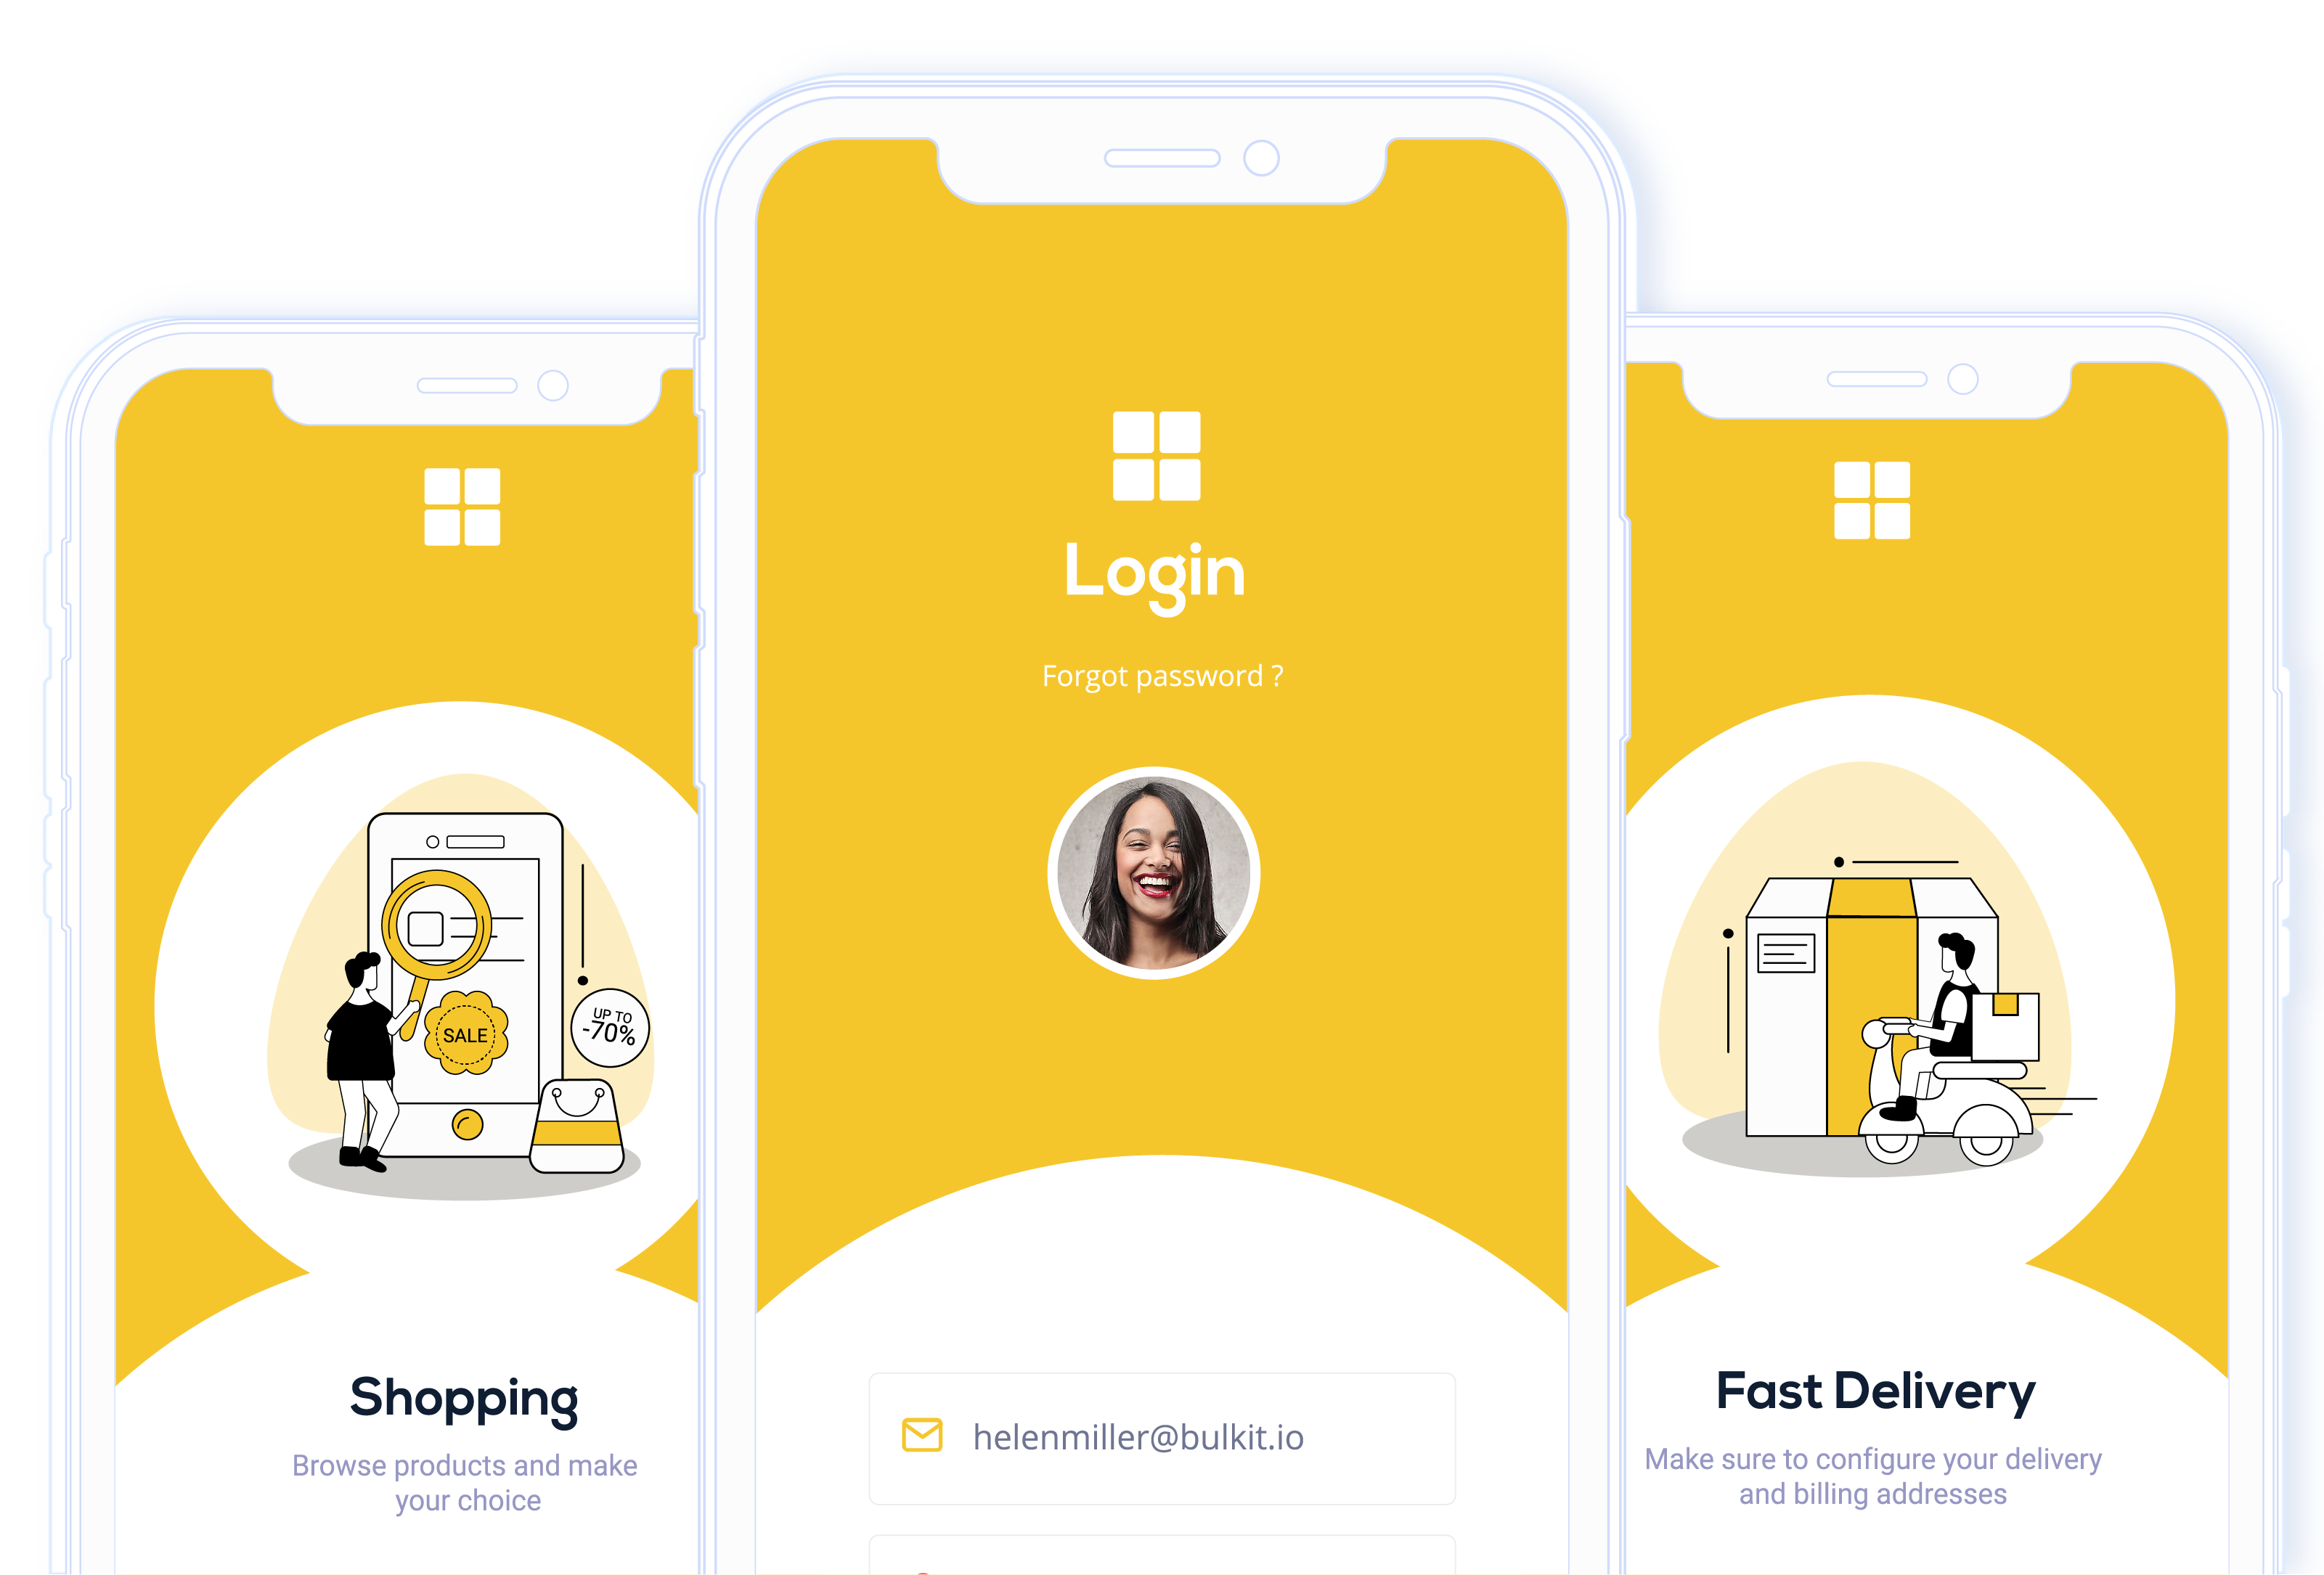 SALE
UP TO
-70%
Shopping
Browse products and make
your choice
Login
Forgot password ?
helenmiller@bulkit.io
Fast Delivery
Make sure to configure your delivery
and billing addresses